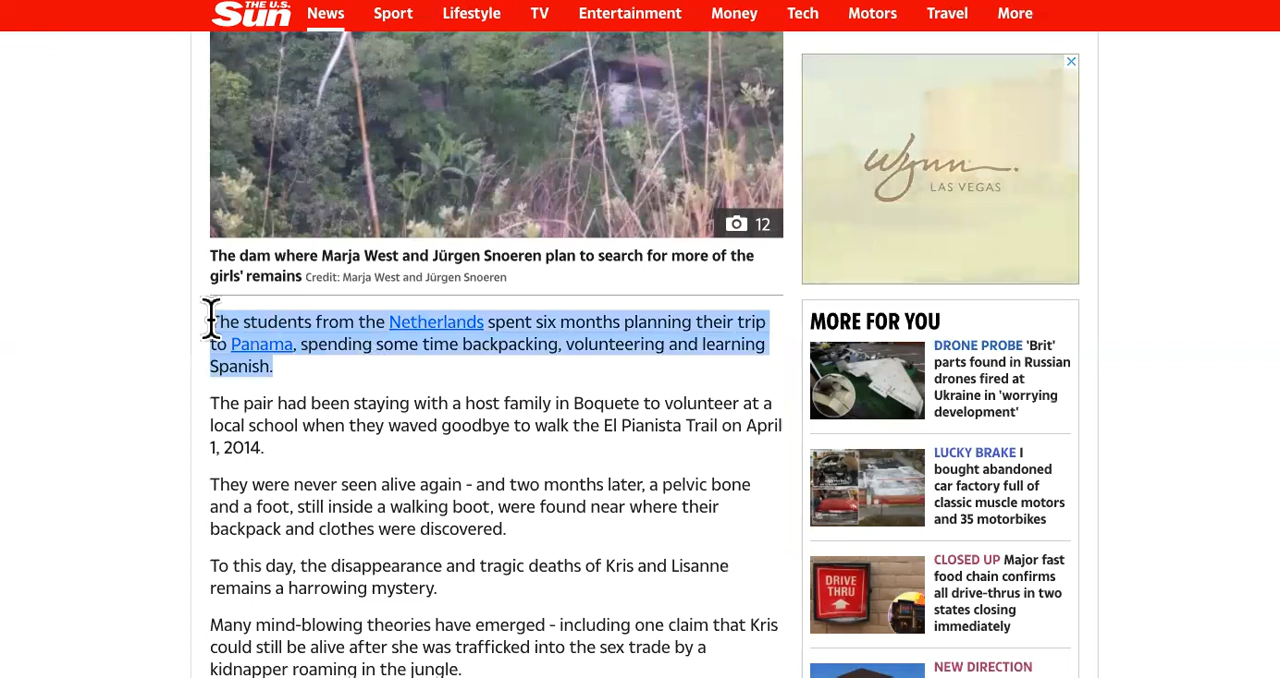 THE U.S. Sun News Sport Lifestyle TV Entertainment Money Tech Motors Travel More
12
The dam where Marja West and Jürgen Snoeren plan to search for more of the
girls' remains Credit: Marja West and Jürgen Snoeren
The students from the Netherlands spent six months planning their trip
to Panama, spending some time backpacking, volunteering and learning
Spanish.
The pair had been staying with a host family in Boquete to volunteer at a
local school when they waved goodbye to walk the El Pianista Trail on April
1, 2014.
They were never seen alive again - and two months later, a pelvic bone
and a foot, still inside a walking boot, were found near where their
backpack and clothes were discovered.
To this day, the disappearance and tragic deaths of Kris and Lisanne
remains a harrowing mystery.
Many mind-blowing theories have emerged - including one claim that Kris
could still be alive after she was trafficked into the sex trade by a
kidnapper roaming in the jungle.
Wynn
LAS VEGAS
MORE FOR YOU
DRONE PROBE 'Brit'
parts found in Russian
drones fired at
Ukraine in 'worrying
development'
LUCKY BRAKE I
bought abandoned
car factory full of
classic muscle motors
and 35 motorbikes
DRIVE
THRU
CLOSED UP Major fast
food chain confirms
all drive-thrus in two
states closing
immediately
NEW DIRECTION